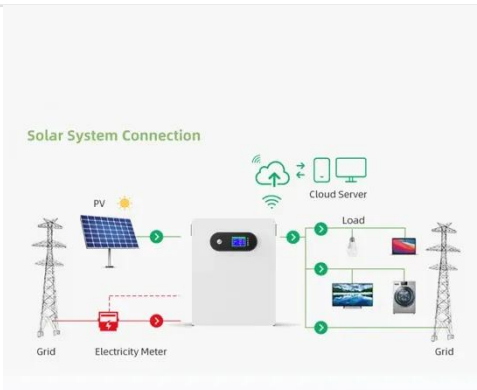 Solar System Connection
Cloud Server
PV
Load
Grid
Electricity Meter
Grid